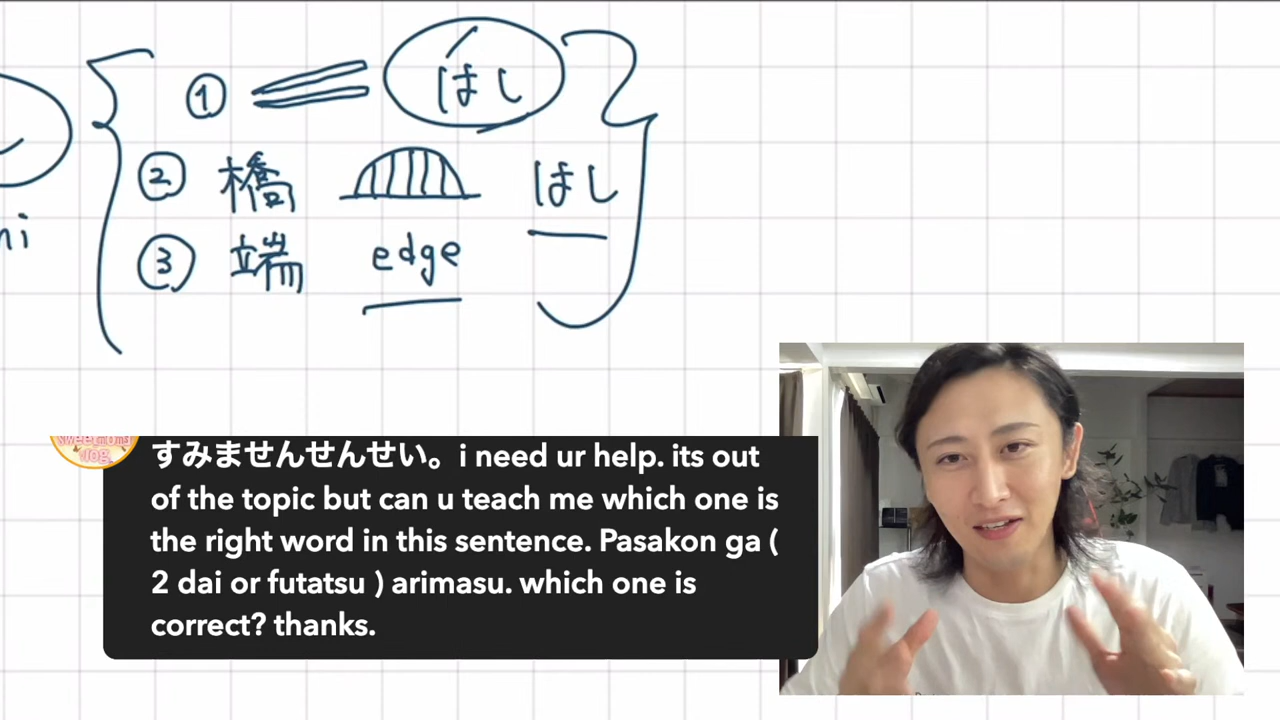 ① はし
② 橋 はし
③ 端 edge
ni
sweetmomo
Vlog
すみませんせんせい。i need ur help. its out
of the topic but can u teach me which one is
the right word in this sentence. Pasakon ga (
2 dai or futatsu ) arimasu. which one is
correct? thanks.